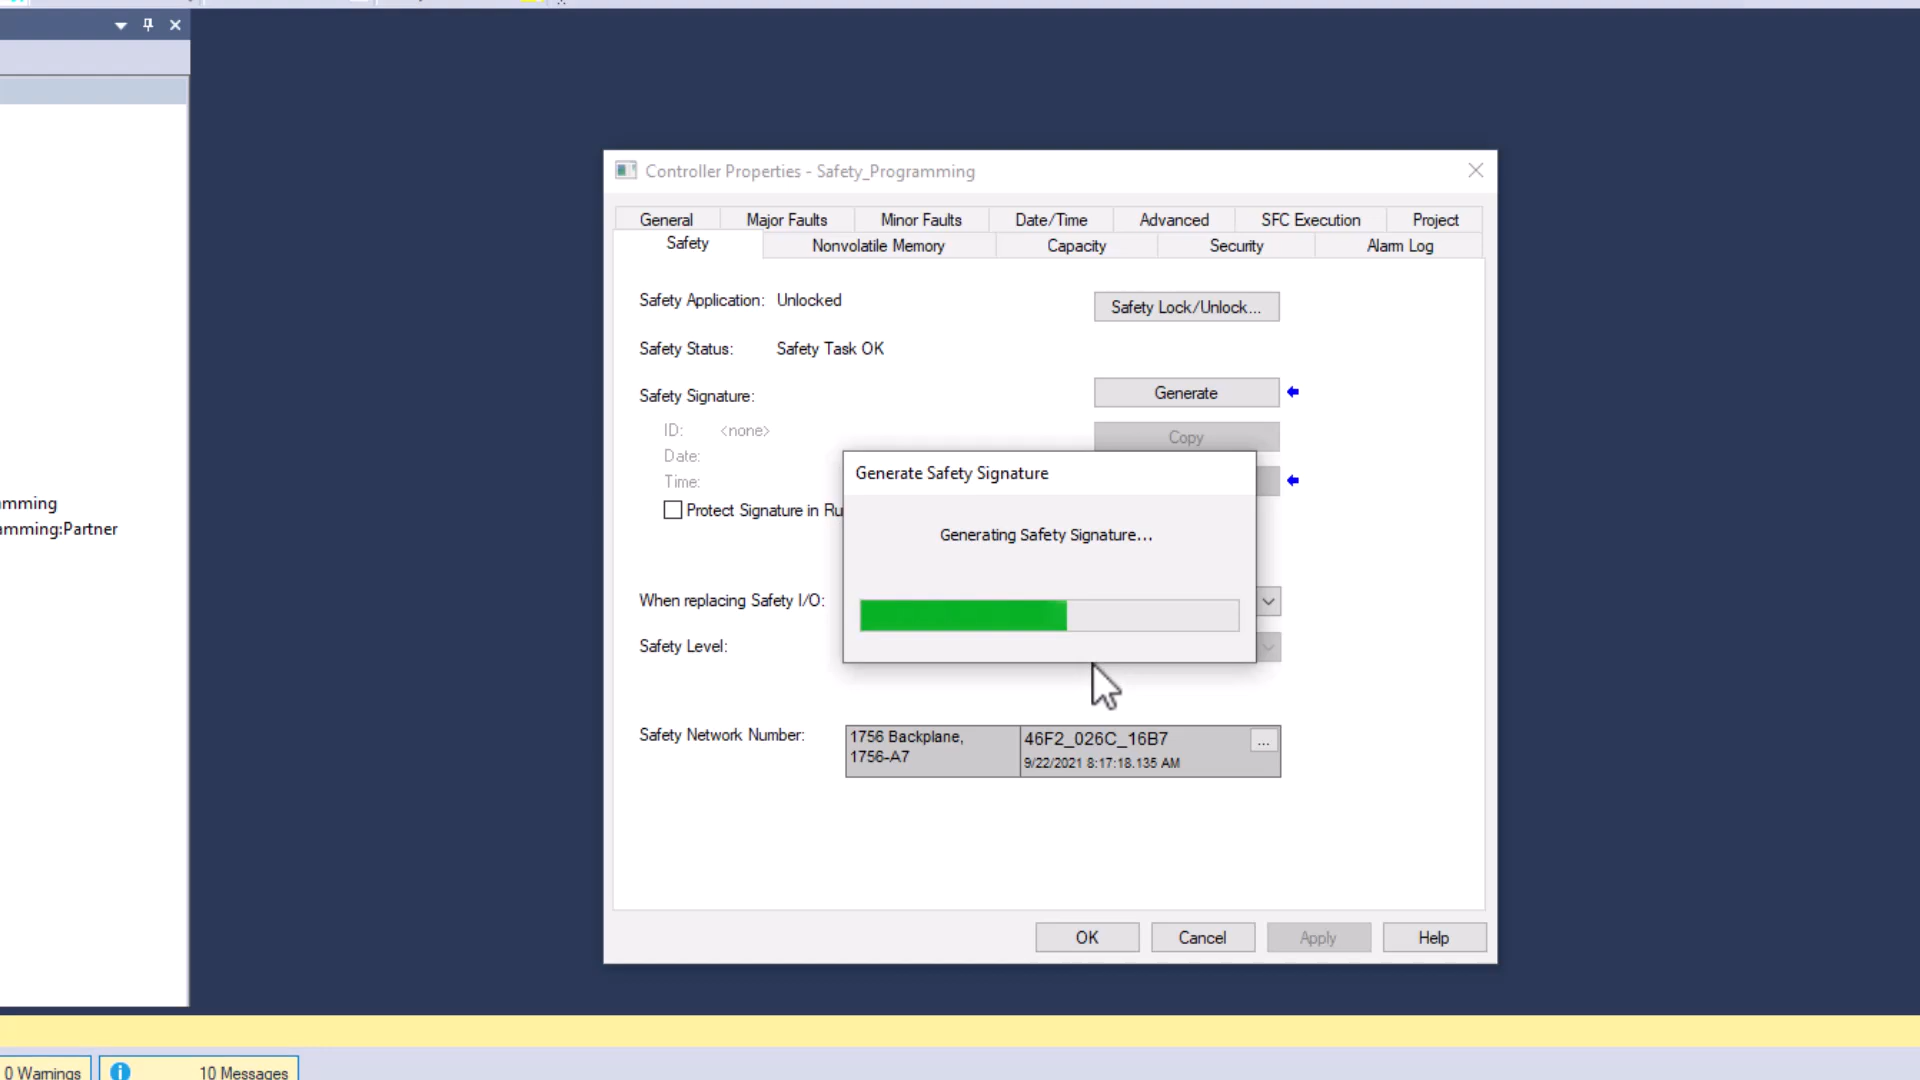 Controller Properties - Safety_Programming
General Major Faults Minor Faults Date/Time Advanced SFC Execution Project
Safety Nonvolatile Memory Capacity Security Alarm Log
Safety Application: Unlocked Safety Lock/Unlock...
Safety Status: Safety Task OK
Safety Signature: Generate
ID: <none> Copy
Date:
Time:
Protect Signature in Ru
Generate Safety Signature
Generating Safety Signature...
When replacing Safety I/O:
Safety Level:
Safety Network Number: 1756 Backplane, 1756-A7 46F2_026C_16B7 ...
9/22/2021 8:17:18.135 AM
OK Cancel Apply Help
amming
amming:Partner
0 Warnings 10 Messages